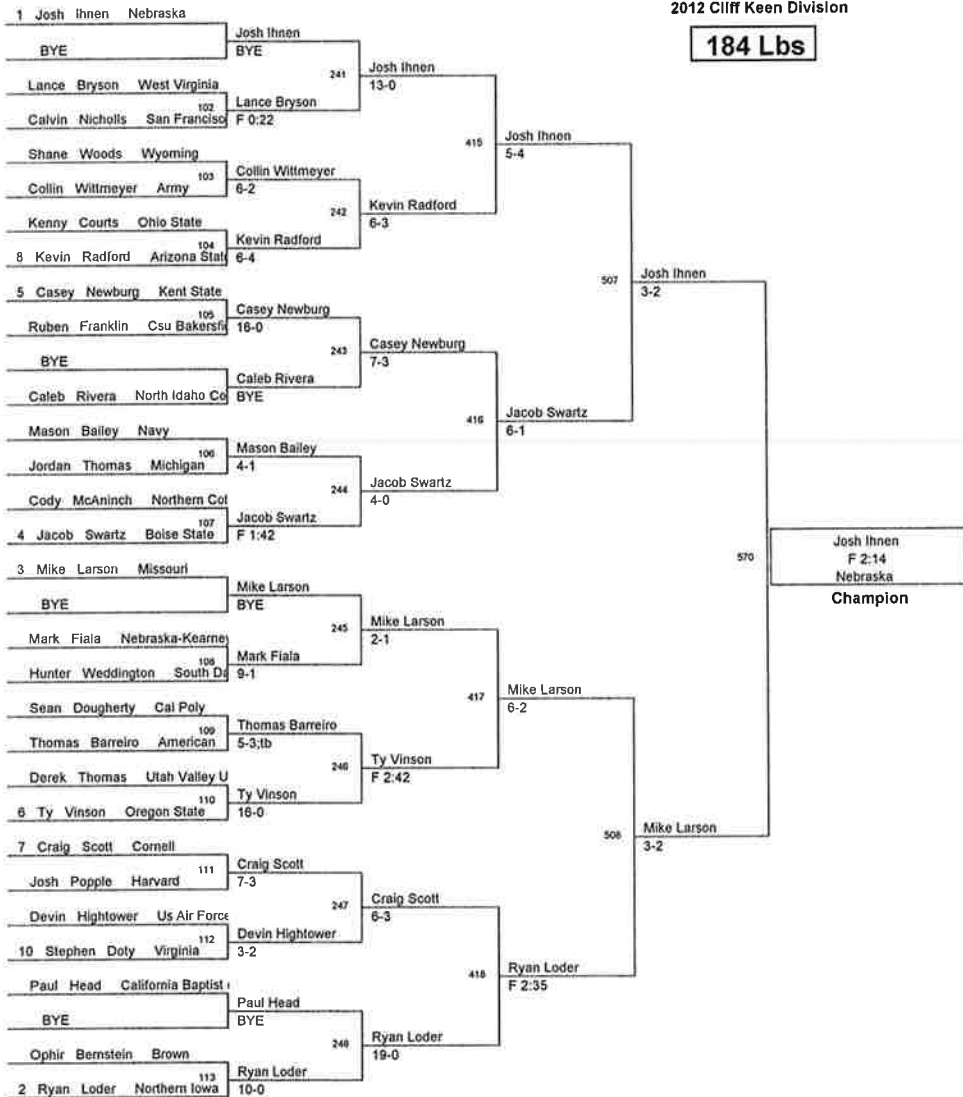 2012 Cliff Keen Division
184 Lbs
1 Josh Ihnen Nebraska
BYE
Lance Bryson West Virginia
102
Calvin Nicholls San Francisc
Shane Woods Wyoming
103
Collin Wittmeyer Army
Kenny Courts Ohio State
104
8 Kevin Radford Arizona Stat
5 Casey Newburg Kent State
105
Ruben Franklin Csu Bakersfi
BYE
Caleb Rivera North Idaho Co
Mason Bailey Navy
106
Jordan Thomas Michigan
Cody McAninch Northern Col
107
4 Jacob Swartz Boise State
3 Mike Larson Missouri
BYE
Mark Fiala Nebraska-Kearney
108
Hunter Weddington South Da
Sean Dougherty Cal Poly
109
Thomas Barreiro American
Derek Thomas Utah Valley U
110
6 Ty Vinson Oregon State
7 Craig Scott Cornell
111
Josh Popple Harvard
Devin Hightower Us Air Force
112
10 Stephen Doty Virginia
Paul Head California Baptist
BYE
Ophir Bernstein Brown
113
2 Ryan Loder Northern Iowa
Josh Ihnen
BYE
241
Lance Bryson
F 0:22
Collin Wittmeyer
6-2
242
Kevin Radford
6-4
Casey Newburg
16-0
243
Caleb Rivera
BYE
Mason Bailey
4-1
244
Jacob Swartz
F 1:42
Mike Larson
BYE
245
Mark Fiala
9-1
Thomas Barreiro
5-3;tb
246
Ty Vinson
16-0
Craig Scott
7-3
247
Devin Hightower
3-2
Paul Head
BYE
248
Ryan Loder
10-0
Josh Ihnen
13-0
415
Kevin Radford
6-3
Casey Newburg
7-3
416
Jacob Swartz
4-0
Mike Larson
2-1
417
Ty Vinson
F 2:42
Craig Scott
6-3
418
Ryan Loder
19-0
Josh Ihnen
5-4
507
Jacob Swartz
6-1
Mike Larson
6-2
508
Ryan Loder
F 2:35
Josh Ihnen
3-2
570
Mike Larson
3-2
Josh Ihnen
F 2:14
Nebraska
Champion